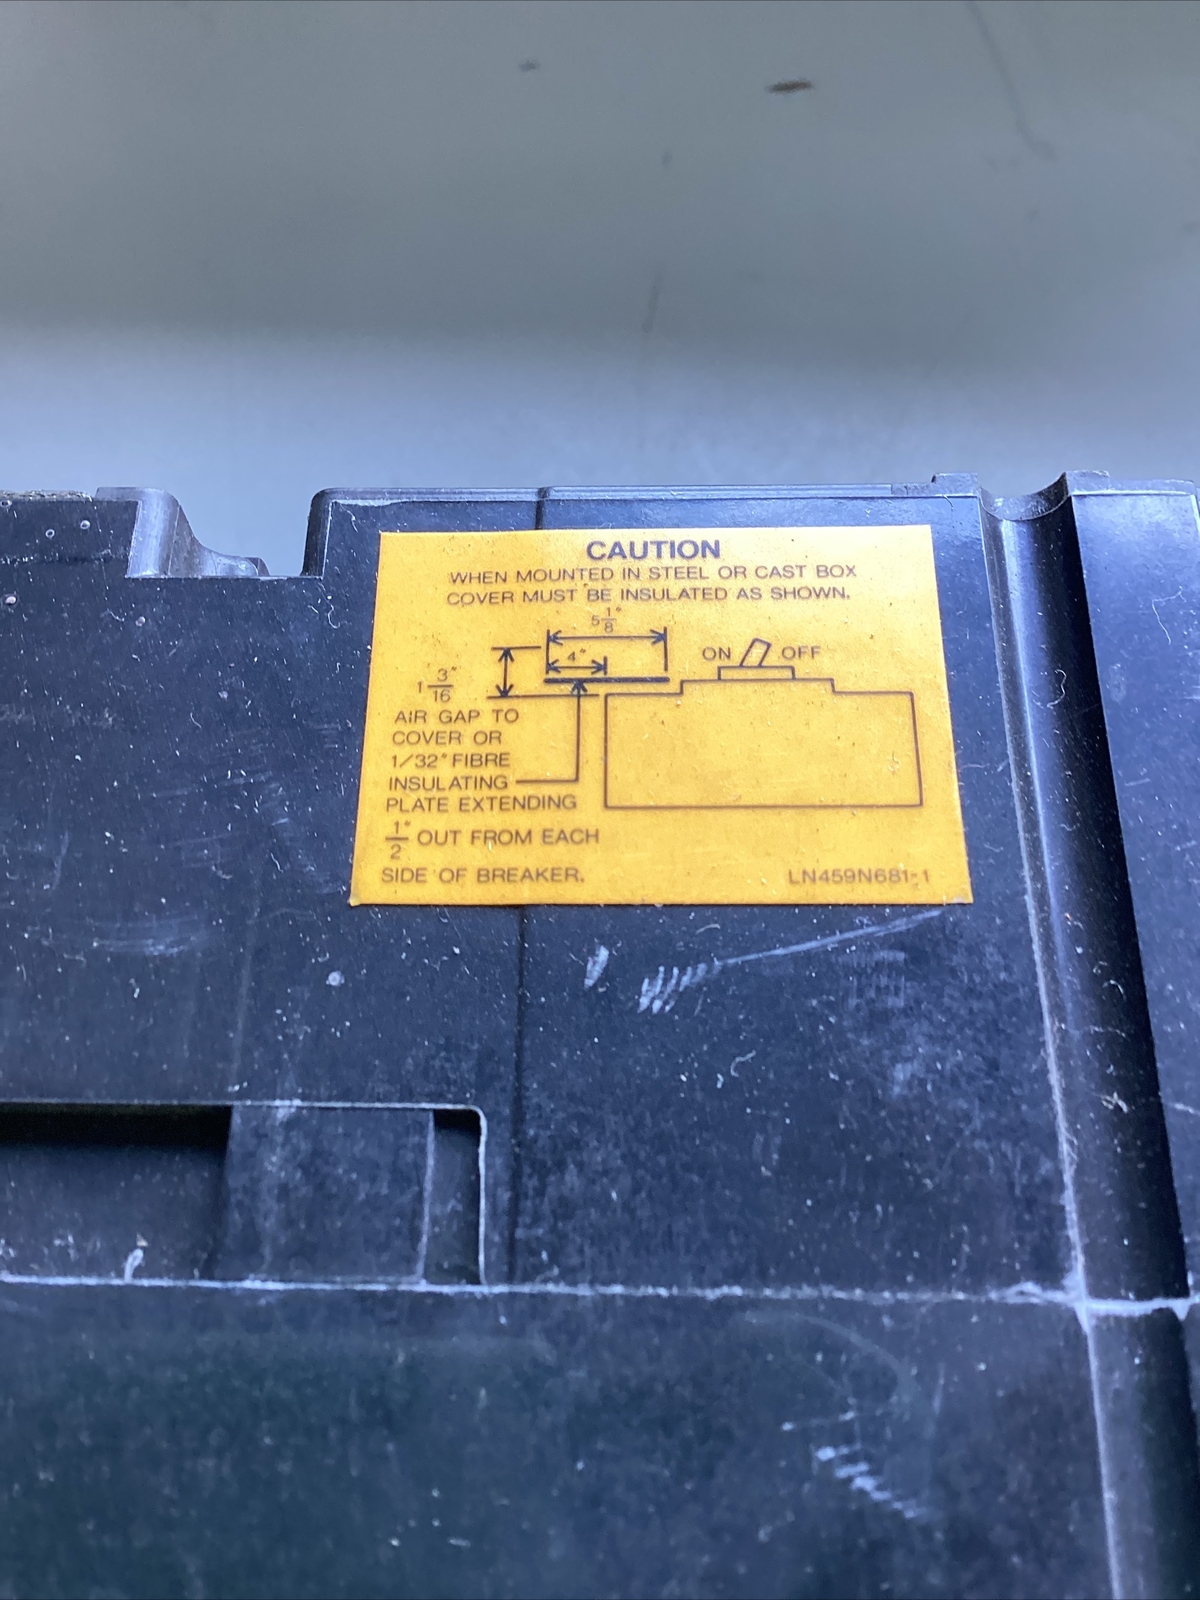 CAUTION
WHEN MOUNTED IN STEEL OR CAST BOX
COVER MUST BE INSULATED AS SHOWN.
5 1/8"
4"
ON OFF
1 3/16"
AIR GAP TO
COVER OR
1/32" FIBRE
INSULATING
PLATE EXTENDING
1/2" OUT FROM EACH
SIDE OF BREAKER.
LN459N681-1